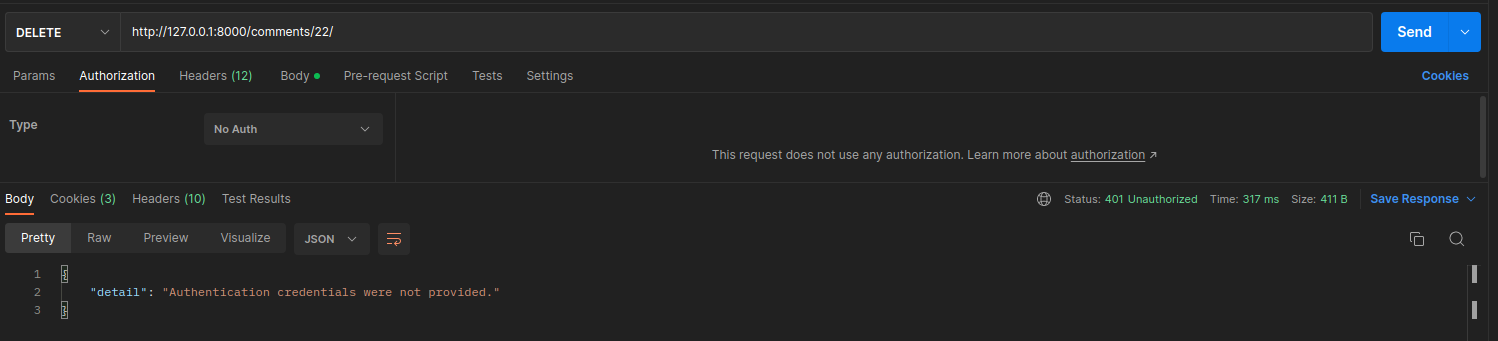 DELETE http://127.0.0.1:8000/comments/22/ Send
Params Authorization Headers (12) Body Pre-request Script Tests Settings Cookies
Type No Auth
This request does not use any authorization. Learn more about authorization ↗
Body Cookies (3) Headers (10) Test Results Status: 401 Unauthorized Time: 317 ms Size: 411 B Save Response
Pretty Raw Preview Visualize JSON
1 {
2 "detail": "Authentication credentials were not provided."
3 }